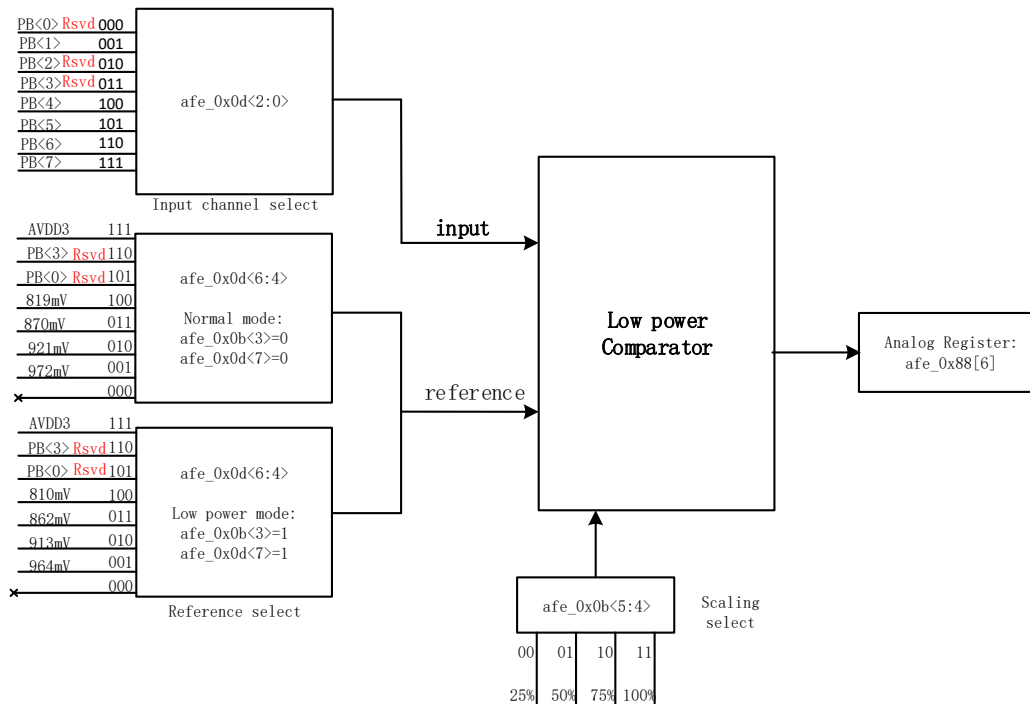 PB<0> Rsvd 000
PB<1> 001
PB<2> Rsvd 010
PB<3> Rsvd 011
PB<4> 100
PB<5> 101
PB<6> 110
PB<7> 111
afe_0x0d<2:0>
Input channel select
AVDD3 111
PB<3> Rsvd 110
PB<0> Rsvd 101
819mV 100
870mV 011
921mV 010
972mV 001
000
afe_0x0d<6:4>
Normal mode:
afe_0x0b<3>=0
afe_0x0d<7>=0
AVDD3 111
PB<3> Rsvd 110
PB<0> Rsvd 101
810mV 100
862mV 011
913mV 010
964mV 001
000
afe_0x0d<6:4>
Low power mode:
afe_0x0b<3>=1
afe_0x0d<7>=1
Reference select
input
reference
Low power
Comparator
Analog Register:
afe_0x88[6]
afe_0x0b<5:4>
Scaling
select
00 01 10 11
25% 50% 75% 100%